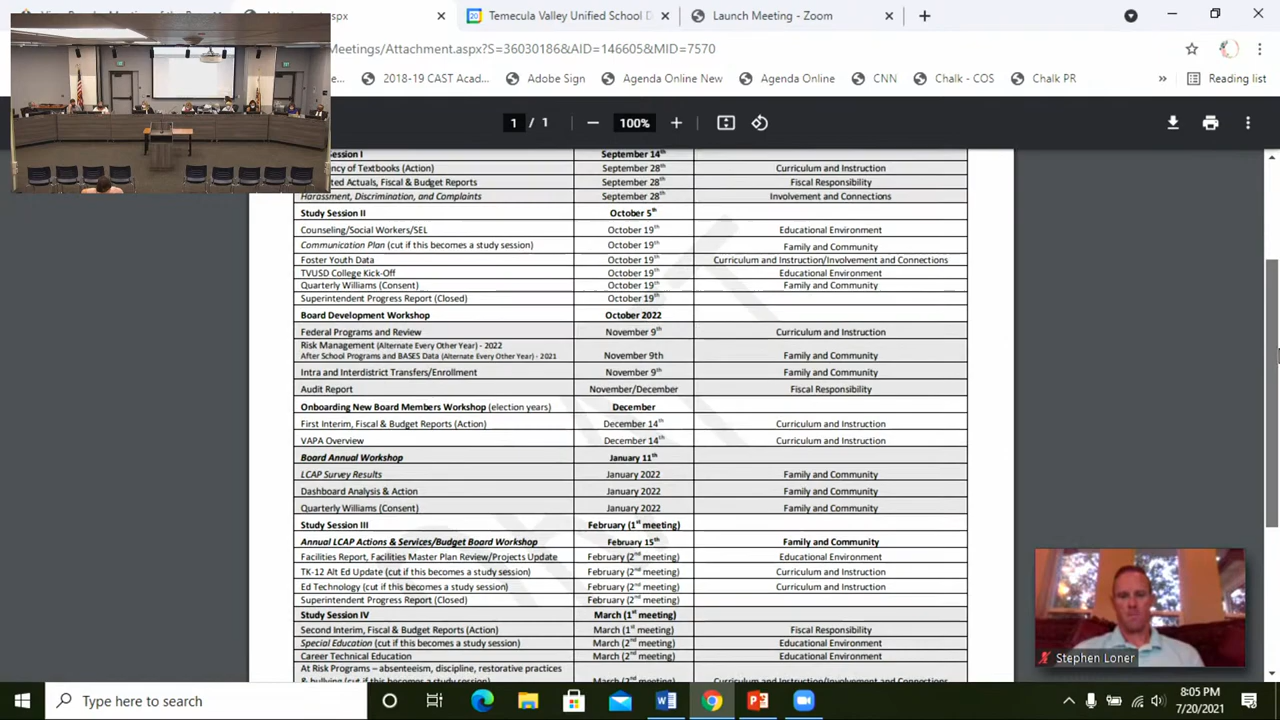 .aspx
Temecula Valley Unified School D
Launch Meeting - Zoom
Meetings/Attachment.aspx?S=36030186&AID=146605&MID=7570
2018-19 CAST Acad...
Adobe Sign
Agenda Online New
Agenda Online
CNN
Chalk - COS
Chalk PR
»
Reading list
1 / 1
100%
ession I September 14th
ency of Textbooks (Action) September 28th Curriculum and Instruction
ted Actuals, Fiscal & Budget Reports September 28th Fiscal Responsibility
Harassment, Discrimination, and Complaints September 28th Involvement and Connections
Study Session II October 5th
Counseling/Social Workers/SEL October 19th Educational Environment
Communication Plan (cut if this becomes a study session) October 19th Family and Community
Foster Youth Data October 19th Curriculum and Instruction/Involvement and Connections
TVUSD College Kick-Off October 19th Educational Environment
Quarterly Williams (Consent) October 19th Family and Community
Superintendent Progress Report (Closed) October 19th
Board Development Workshop October 2022
Federal Programs and Review November 9th Curriculum and Instruction
Risk Management (Alternate Every Other Year) - 2022
After School Programs and BASES Data (Alternate Every Other Year) - 2021 November 9th Family and Community
Intra and Interdistrict Transfers/Enrollment November 9th Family and Community
Audit Report November/December Fiscal Responsibility
Onboarding New Board Members Workshop (election years) December
First Interim, Fiscal & Budget Reports (Action) December 14th Curriculum and Instruction
VAPA Overview December 14th Curriculum and Instruction
Board Annual Workshop January 11th
LCAP Survey Results January 2022 Family and Community
Dashboard Analysis & Action January 2022 Family and Community
Quarterly Williams (Consent) January 2022 Family and Community
Study Session III February (1st meeting)
Annual LCAP Actions & Services/Budget Board Workshop February 15th Family and Community
Facilities Report, Facilities Master Plan Review/Projects Update February (2nd meeting) Educational Environment
TK-12 Alt Ed Update (cut if this becomes a study session) February (2nd meeting) Curriculum and Instruction
Ed Technology (cut if this becomes a study session) February (2nd meeting) Curriculum and Instruction
Superintendent Progress Report (Closed) February (2nd meeting)
Study Session IV March (1st meeting)
Second Interim, Fiscal & Budget Reports (Action) March (1st meeting) Fiscal Responsibility
Special Education (cut if this becomes a study session) March (2nd meeting) Educational Environment
Career Technical Education March (2nd meeting) Educational Environment
At Risk Programs – absenteeism, discipline, restorative practices
& bullying (cut if this becomes a study session) March (2nd meeting) Curriculum and Instruction/Involvement and Connections
Stephen Loner
Type here to search
8:05 PM
7/20/2021